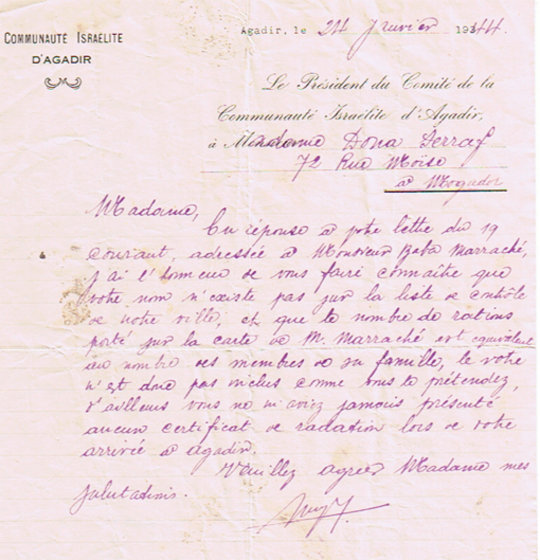 COMMUNAUTÉ ISRAÉLITE
D'AGADIR
Agadir, le 24 Janvier 1944.
Le Président du Comité de la
Communauté Israélite d'Agadir,
à Madame Dona Serraf
72 Rue Moïse
à Mogador
Madame,
En réponse à votre lettre du 19
courant, adressée à Monsieur Baba Marraché,
j'ai l'honneur de vous faire connaître que
votre nom n'existe pas sur la liste de contrôle
de notre ville, et que le nombre de rations
porté sur la carte de M. Marraché est equivalent
au nombre des membres de sa famille, le votre
n'est donc pas inclus comme vous le prétendez,
d'ailleurs vous ne m'aviez jamais présenté
aucun certificat de radation lors de votre
arrivée à agadir.
Veuillez agréer Madame mes
salutations.